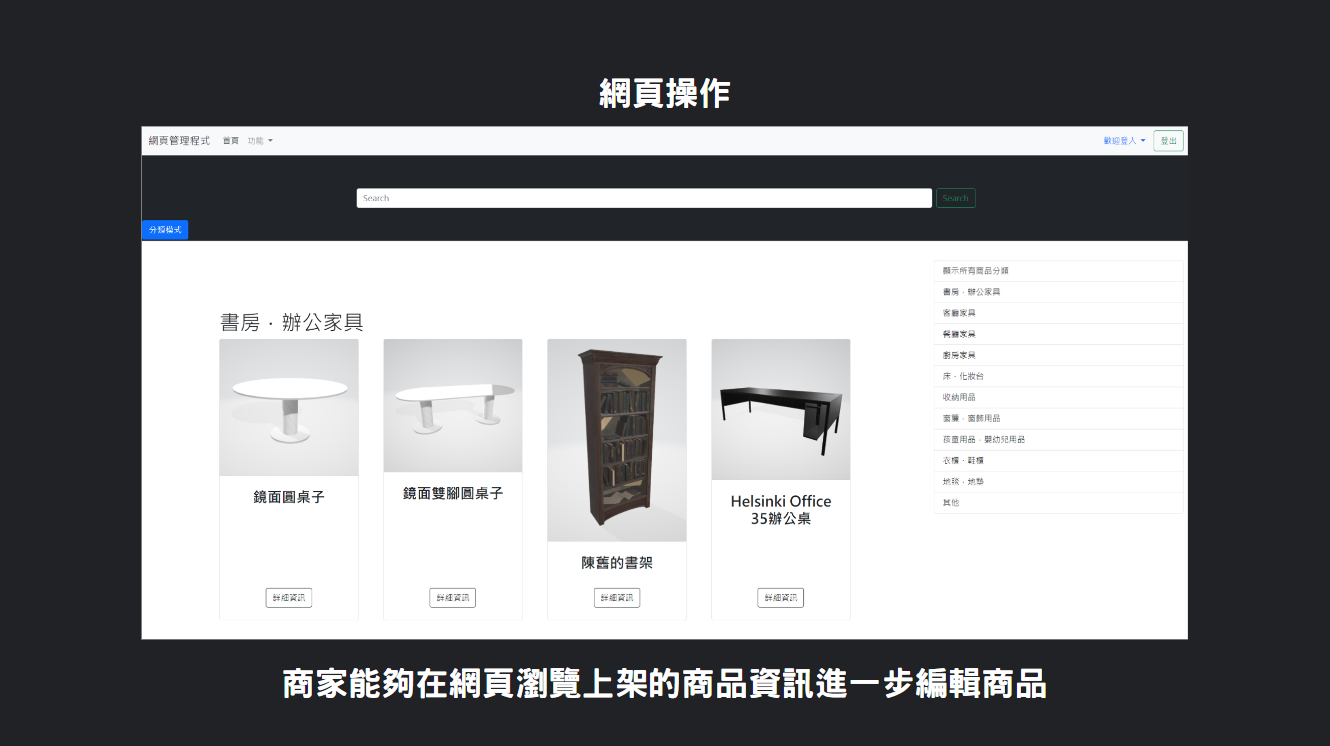 網頁操作
網頁管理程式 首頁 功能 歡迎登入 登出
Search Search
分類模式
顯示所有商品分類
書房．辦公家具
客廳家具
餐廳家具
廚房家具
床．化妝台
收納用品
窗簾．窗飾用品
孩童用品．嬰幼兒用品
衣櫃．鞋櫃
地毯．地墊
其他
書房．辦公家具
鏡面圓桌子
詳細資訊
鏡面雙腳圓桌子
詳細資訊
陳舊的書架
詳細資訊
Helsinki Office
35辦公桌
詳細資訊
商家能夠在網頁瀏覽上架的商品資訊進一步編輯商品